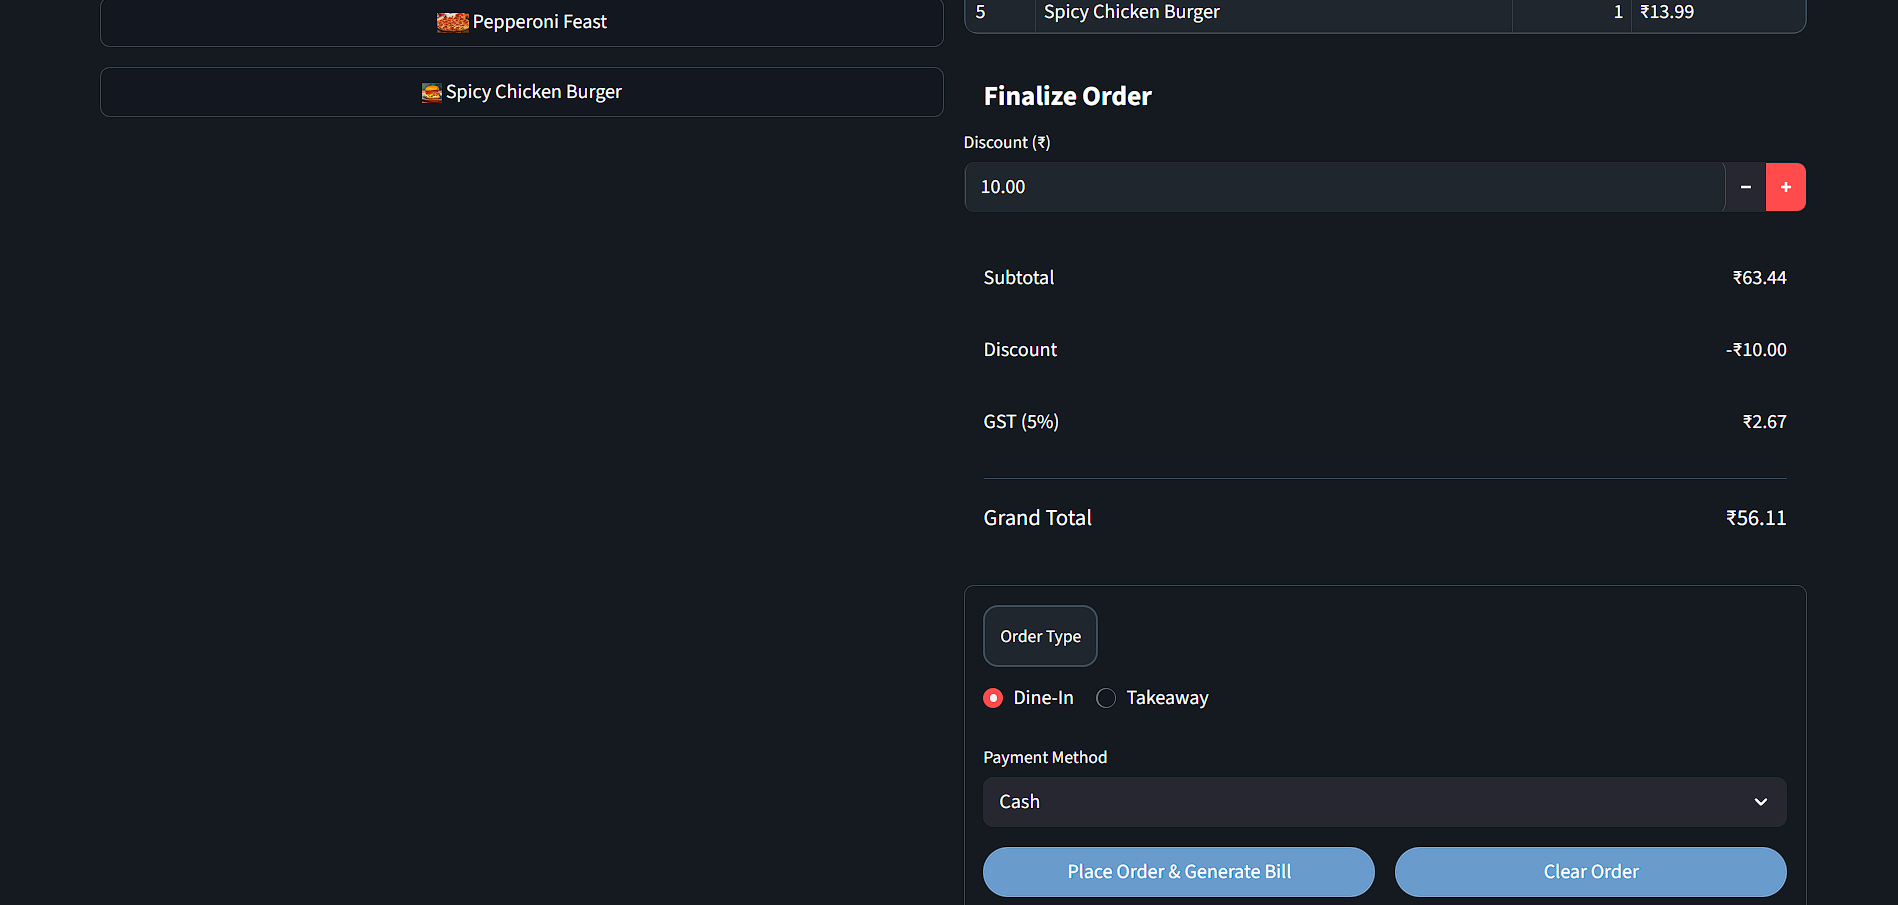 Pepperoni Feast
Spicy Chicken Burger
5 Spicy Chicken Burger 1 ₹13.99
Finalize Order
Discount (₹)
10.00 − +
Subtotal ₹63.44
Discount -₹10.00
GST (5%) ₹2.67
Grand Total ₹56.11
Order Type
Dine-In Takeaway
Payment Method
Cash
Place Order & Generate Bill Clear Order